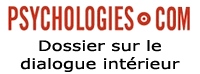 PSYCHOLOGIES.COM
Dossier sur le
dialogue intérieur